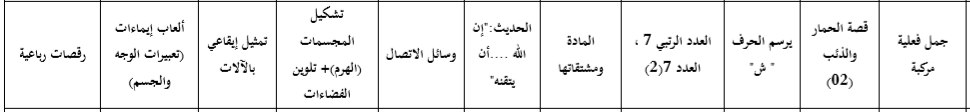 جمل فعلية
مركبة
قصة الحمار
والذئب
(02)
يرسم الحرف
" ش"
العدد الرتبي 7 ،
العدد 7(2)
المادة
ومشتقاتها
الحديث:"إن
الله ....أن
يتقنه"
وسائل الاتصال
تشكيل
المجسمات
(الهرم)+ تلوين
الفضاءات
تمثيل إيقاعي
بالآلات
ألعاب إيماءات
(تعبيرات الوجه
والجسم)
رقصات رباعية